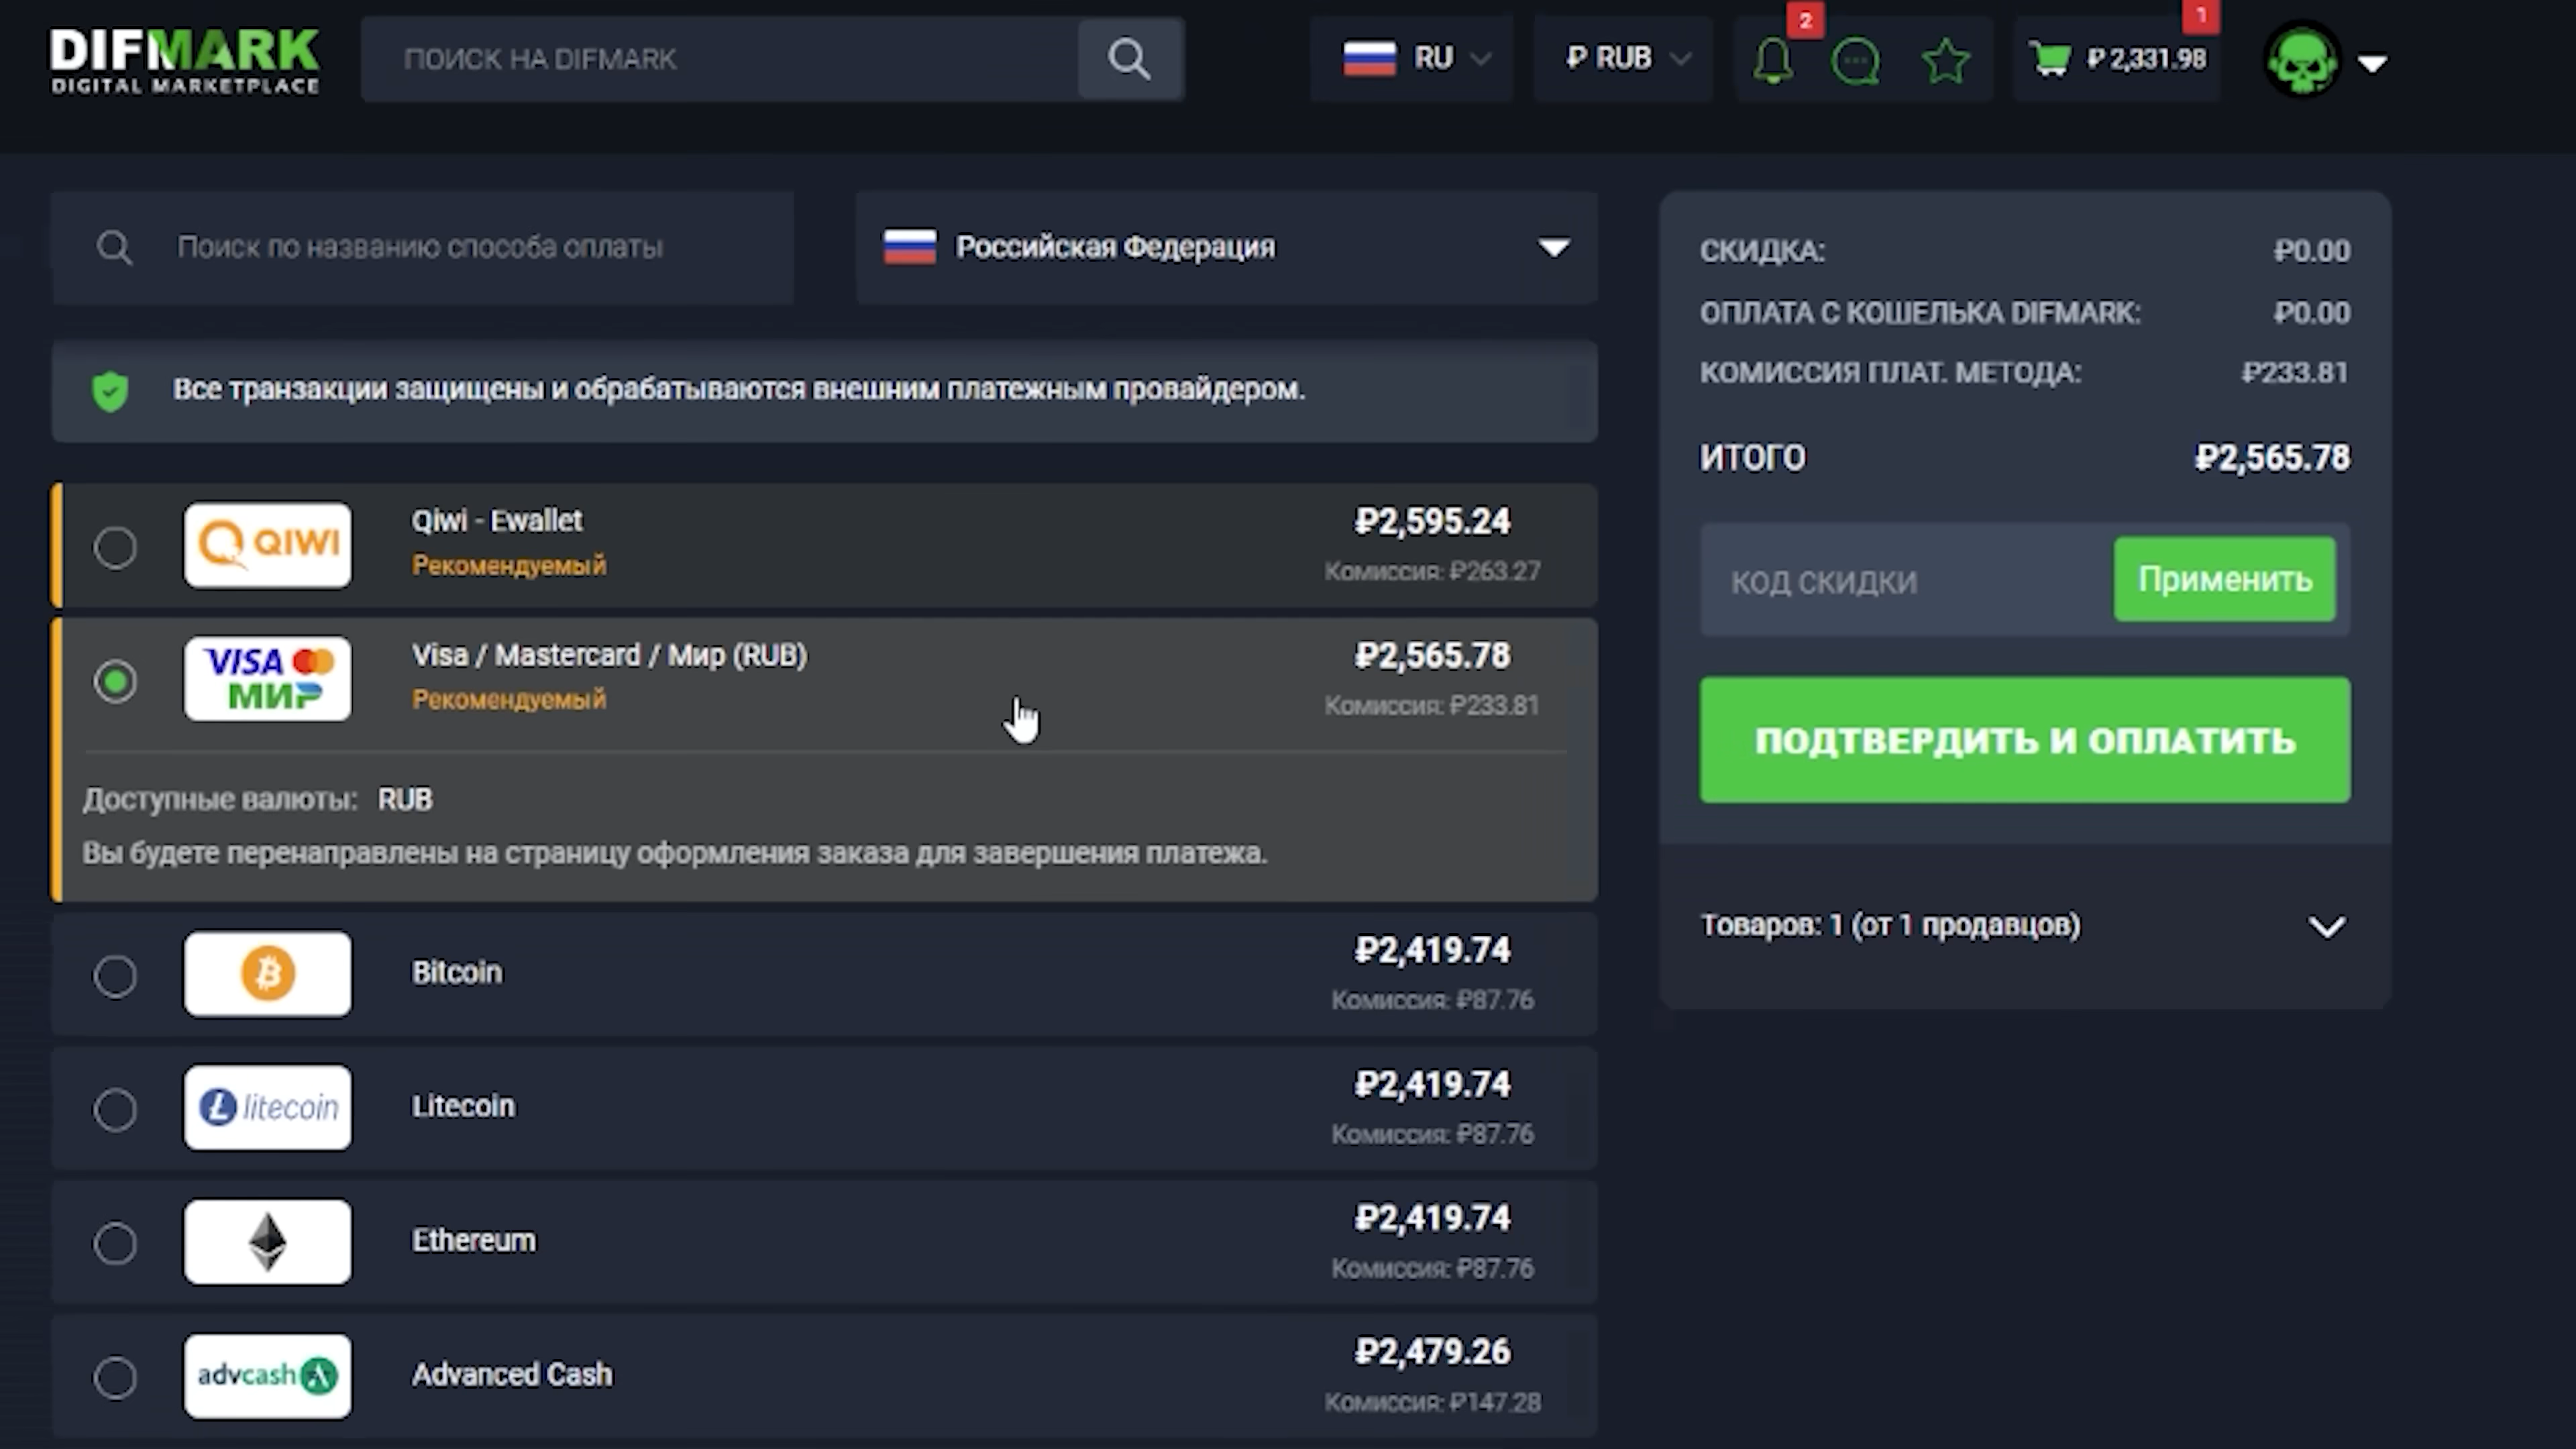 DIFMARK
DIGITAL MARKETPLACE
ПОИСК НА DIFMARK
RU
₽ RUB
2
1
₽ 2,331.98
Поиск по названию способа оплаты
Российская Федерация
Все транзакции защищены и обрабатываются внешним платежным провайдером.
QIWI
Qiwi - Ewallet
Рекомендуемый
₽2,595.24
Комиссия: ₽263.27
VISA
МИР
Visa / Mastercard / Мир (RUB)
Рекомендуемый
₽2,565.78
Комиссия: ₽233.81
Доступные валюты: RUB
Вы будете перенаправлены на страницу оформления заказа для завершения платежа.
Bitcoin
₽2,419.74
Комиссия: ₽87.76
litecoin
Litecoin
₽2,419.74
Комиссия: ₽87.76
Ethereum
₽2,419.74
Комиссия: ₽87.76
advcash
Advanced Cash
₽2,479.26
Комиссия: ₽147.28
СКИДКА: ₽0.00
ОПЛАТА С КОШЕЛЬКА DIFMARK: ₽0.00
КОМИССИЯ ПЛАТ. МЕТОДА: ₽233.81
ИТОГО ₽2,565.78
КОД СКИДКИ
Применить
ПОДТВЕРДИТЬ И ОПЛАТИТЬ
Товаров: 1 (от 1 продавцов)